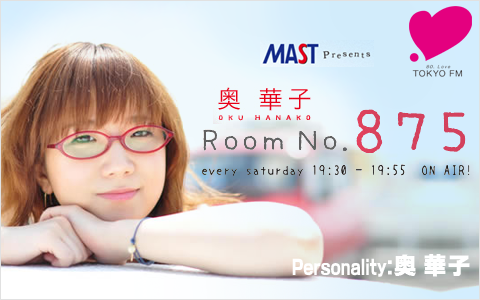 MAST Presents
80. Love
TOKYO FM
奥 華子
OKU HANAKO
Room No. 875
every saturday 19:30 - 19:55 ON AIR!
Personality:奥 華子